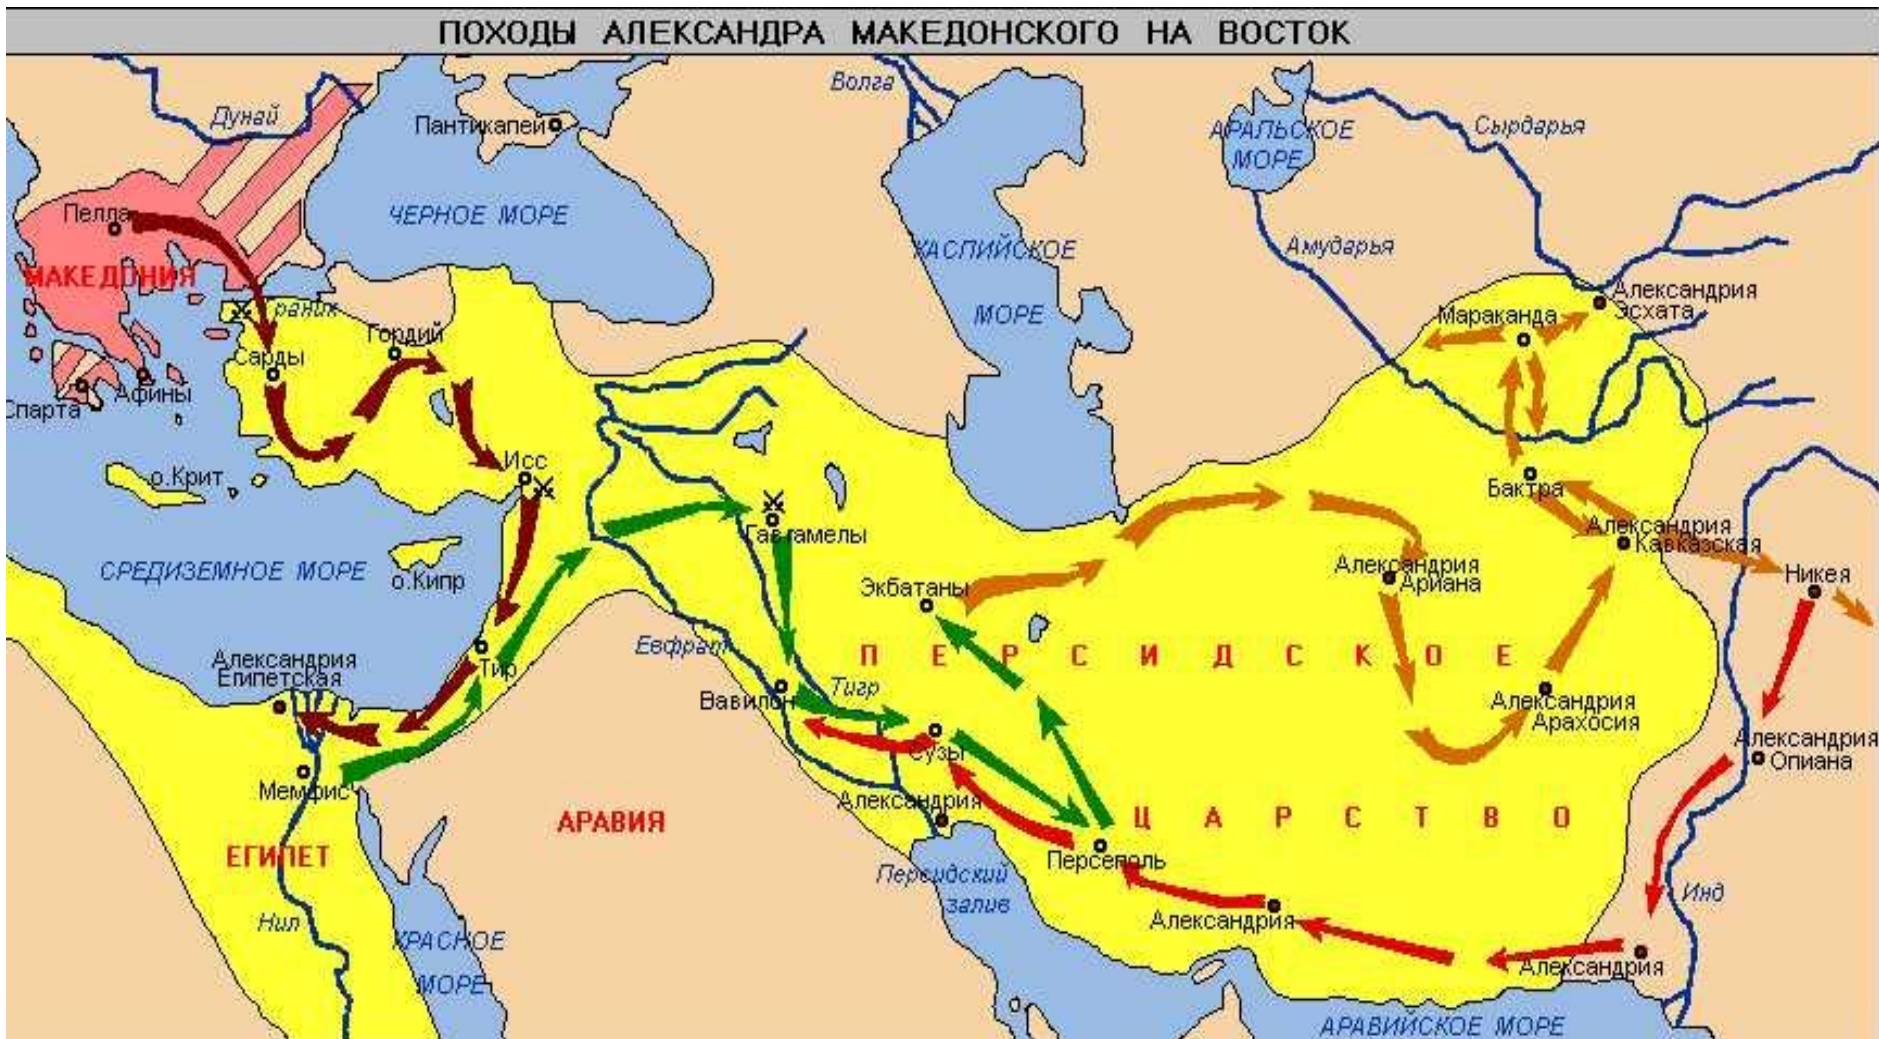 ПОХОДЫ АЛЕКСАНДРА МАКЕДОНСКОГО НА ВОСТОК
Дунай
Волга
Пантикапей
АРАЛЬСКОЕ
МОРЕ
Сырдарья
Пелла
ЧЕРНОЕ МОРЕ
КАСПИЙСКОЕ
МОРЕ
Амударья
МАКЕДОНИЯ
Граник
Гордий
Мараканда
Александрия
Эсхата
Сарды
Афины
Спарта
Исс
о.Крит
Бактра
Гавгамелы
Александрия
Кавказская
СРЕДИЗЕМНОЕ МОРЕ
о.Кипр
Экбатаны
Александрия
Ариана
Никея
Александрия
Египетская
Тир
Евфрат
ПЕРСИДСКОЕ
Вавилон
Тигр
Александрия
Арахосия
Сузы
Александрия
Опиана
Мемфис
Александрия
АРАВИЯ
ЦАРСТВО
ЕГИПЕТ
Персеполь
Персидский
залив
Инд
Нил
Александрия
КРАСНОЕ
МОРЕ
Александрия
АРАВИЙСКОЕ МОРЕ